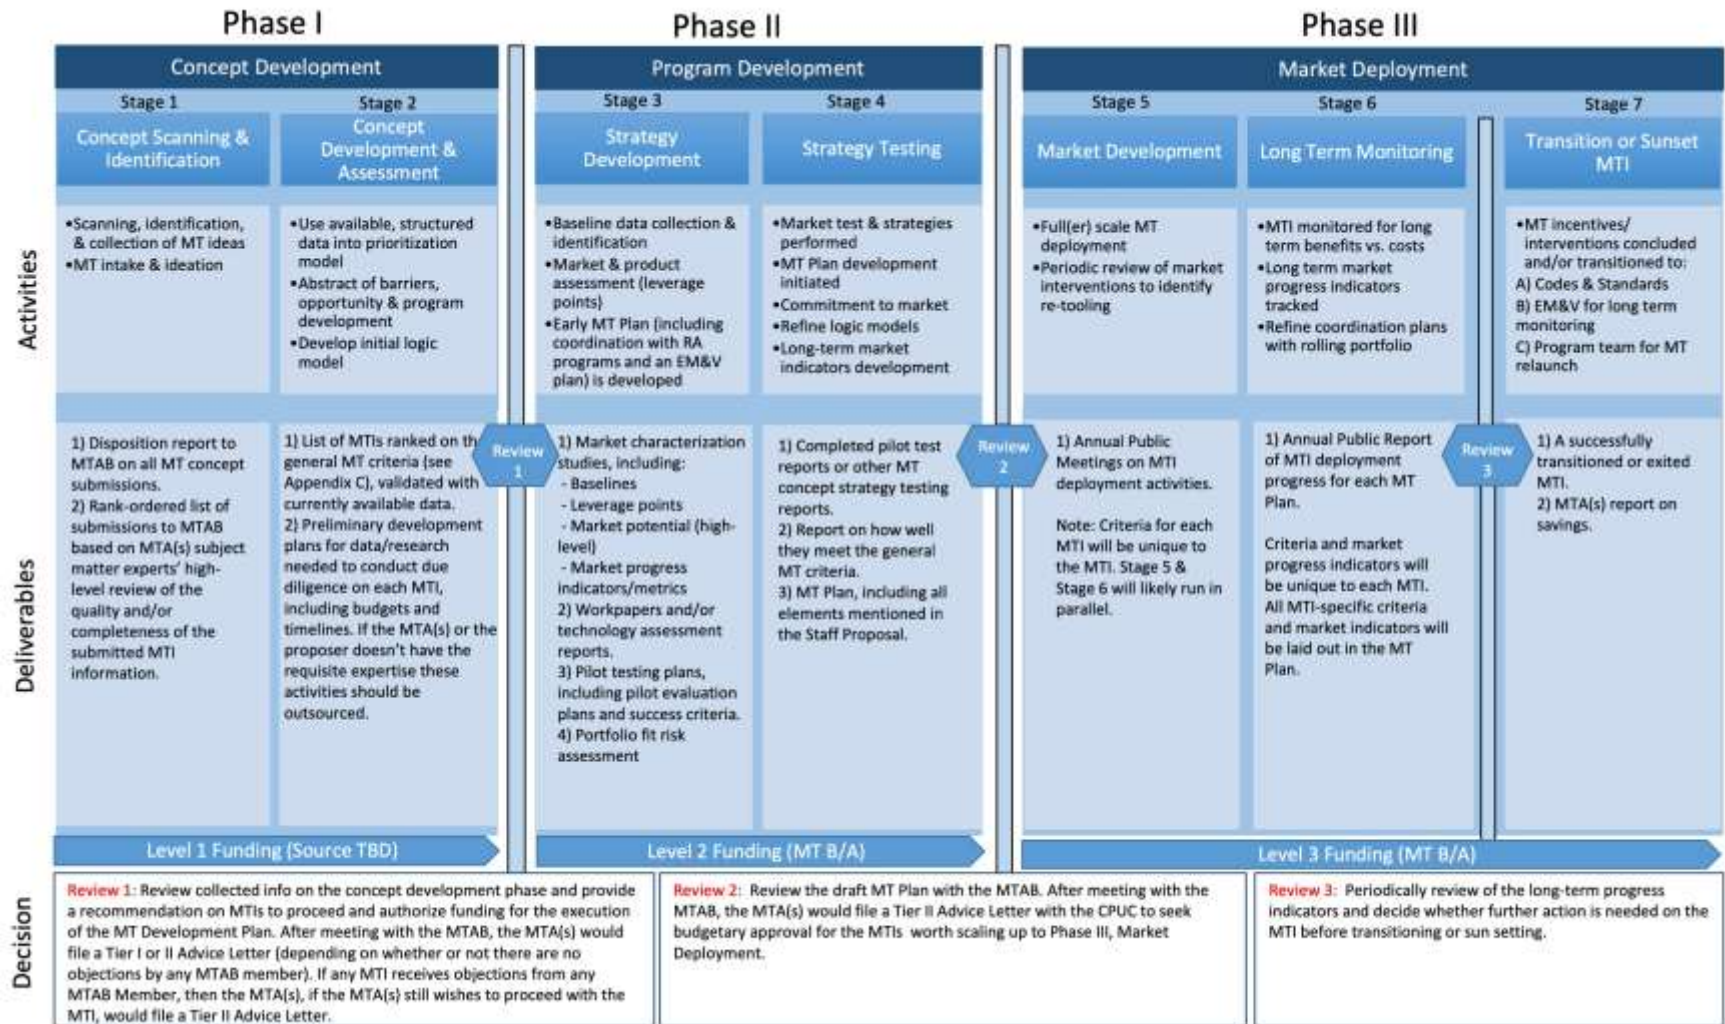 Phase I
Phase II
Phase III
Concept Development
Program Development
Market Deployment
Stage 1
Stage 2
Stage 3
Stage 4
Stage 5
Stage 6
Stage 7
Concept Scanning &
Identification
Concept
Development &
Assessment
Strategy
Development
Strategy Testing
Market Development
Long Term Monitoring
Transition or Sunset
MTI
Activities
•Scanning, identification,
& collection of MT ideas
•MT intake & ideation
•Use available, structured
data into prioritization
model
•Abstract of barriers,
opportunity & program
development
•Develop initial logic
model
•Baseline data collection &
identification
•Market & product
assessment (leverage
points)
•Early MT Plan (including
coordination with RA
programs and an EM&V
plan) is developed
•Market test & strategies
performed
•MT Plan development
initiated
•Commitment to market
•Refine logic models
•Long-term market
indicators development
•Full(er) scale MT
deployment
•Periodic review of market
interventions to identify
re-tooling
•MTI monitored for long
term benefits vs. costs
•Long term market
progress indicators
tracked
•Refine coordination plans
with rolling portfolio
•MT incentives/
interventions concluded
and/or transitioned to:
A) Codes & Standards
B) EM&V for long term
monitoring
C) Program team for MT
relaunch
Deliverables
1) Disposition report to
MTAB on all MT concept
submissions.
2) Rank-ordered list of
submissions to MTAB
based on MTA(s) subject
matter experts' high-
level review of the
quality and/or
completeness of the
submitted MTI
information.
1) List of MTIs ranked on th
general MT criteria (see
Appendix C), validated with
currently available data.
2) Preliminary development
plans for data/research
needed to conduct due
diligence on each MTI,
including budgets and
timelines. If the MTA(s) or the
proposer doesn't have the
requisite expertise these
activities should be
outsourced.
Review
1
1) Market characterization
studies, including:
- Baselines
- Leverage points
- Market potential (high-
level)
- Market progress
indicators/metrics
2) Workpapers and/or
technology assessment
reports.
3) Pilot testing plans,
including pilot evaluation
plans and success criteria.
4) Portfolio fit risk
assessment
1) Completed pilot test
reports or other MT
concept strategy testing
reports.
2) Report on how well
they meet the general
MT criteria.
3) MT Plan, including all
elements mentioned in
the Staff Proposal.
Review
2
1) Annual Public
Meetings on MTI
deployment activities.
Note: Criteria for each
MTI will be unique to
the MTI. Stage 5 &
Stage 6 will likely run in
parallel.
1) Annual Public Report
of MTI deployment
progress for each MT
Plan.
Criteria and market
progress indicators will
be unique to each MTI.
All MTI-specific criteria
and market indicators will
be laid out in the MT
Plan.
Review
3
1) A successfully
transitioned or exited
MTI.
2) MTA(s) report on
savings.
Level 1 Funding (Source TBD)
Level 2 Funding (MT B/A)
Level 3 Funding (MT B/A)
Decision
Review 1: Review collected info on the concept development phase and provide
a recommendation on MTIs to proceed and authorize funding for the execution
of the MT Development Plan. After meeting with the MTAB, the MTA(s) would
file a Tier I or II Advice Letter (depending on whether or not there are no
objections by any MTAB member). If any MTI receives objections from any
MTAB Member, then the MTA(s), if the MTA(s) still wishes to proceed with the
MTI, would file a Tier II Advice Letter.
Review 2: Review the draft MT Plan with the MTAB. After meeting with the
MTAB, the MTA(s) would file a Tier II Advice Letter with the CPUC to seek
budgetary approval for the MTIs worth scaling up to Phase III, Market
Deployment.
Review 3: Periodically review of the long-term progress
indicators and decide whether further action is needed on the
MTI before transitioning or sun setting.